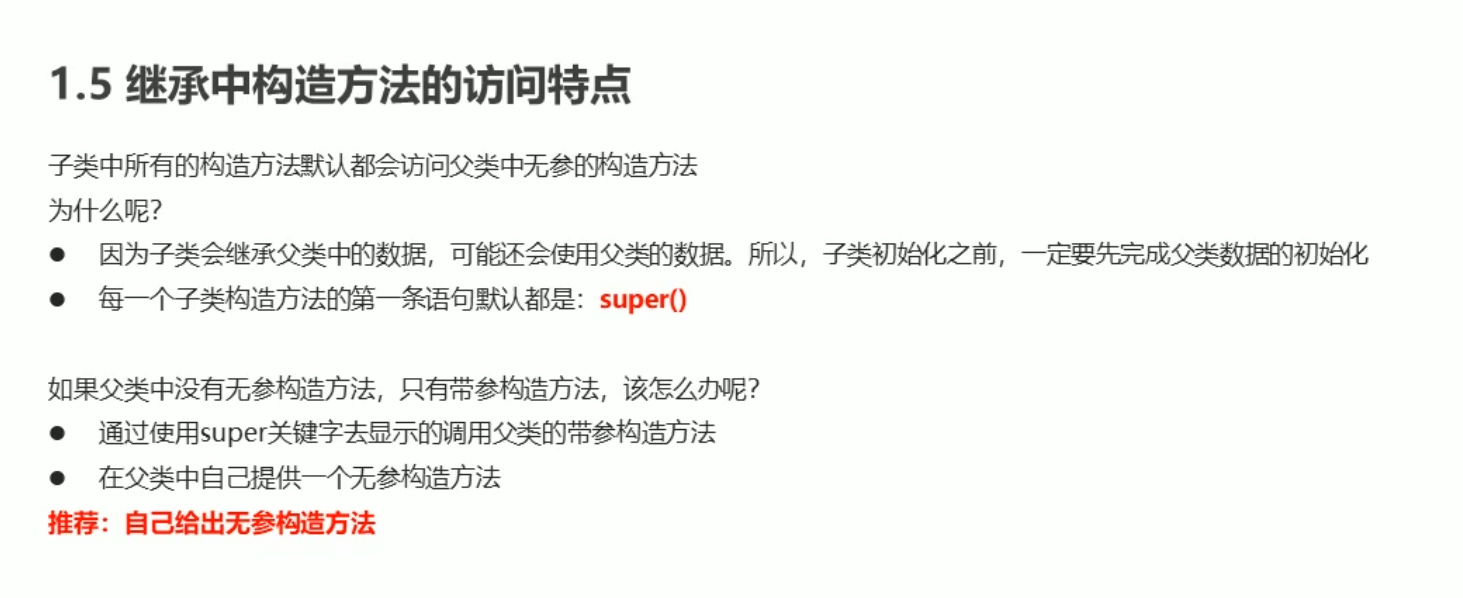 1.5 继承中构造方法的访问特点
子类中所有的构造方法默认都会访问父类中无参的构造方法
为什么呢？
● 因为子类会继承父类中的数据，可能还会使用父类的数据。所以，子类初始化之前，一定要先完成父类数据的初始化
● 每一个子类构造方法的第一条语句默认都是：super()
如果父类中没有无参构造方法，只有带参构造方法，该怎么办呢？
● 通过使用super关键字去显示的调用父类的带参构造方法
● 在父类中自己提供一个无参构造方法
推荐：自己给出无参构造方法